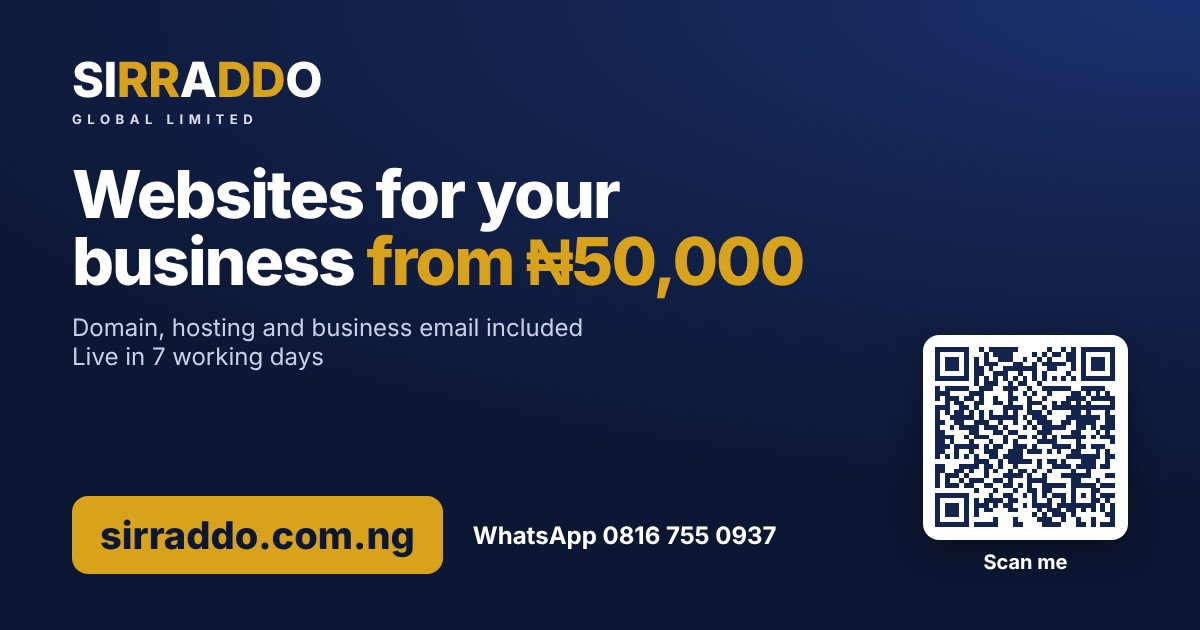 SIRRADDO
GLOBAL LIMITED
Websites for your
business from ₦50,000
Domain, hosting and business email included
Live in 7 working days
sirraddo.com.ng
WhatsApp 0816 755 0937
Scan me